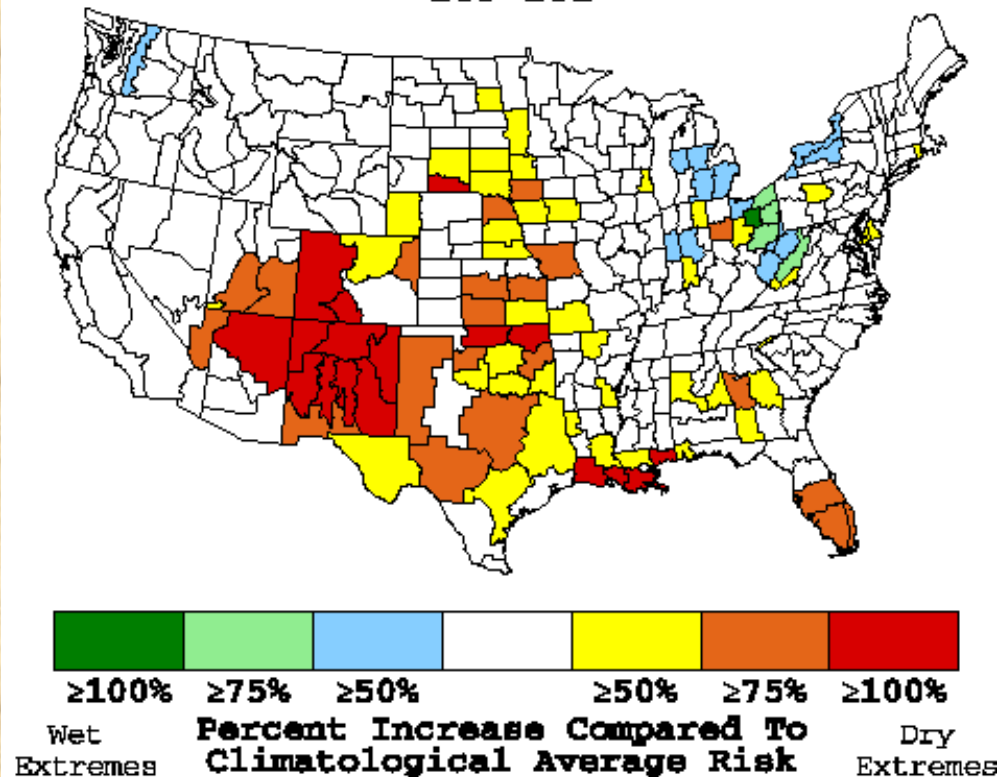 ≥100% ≥75% ≥50% ≥50% ≥75% ≥100%
Wet Extremes
Percent Increase Compared To
Climatological Average Risk
Dry Extremes